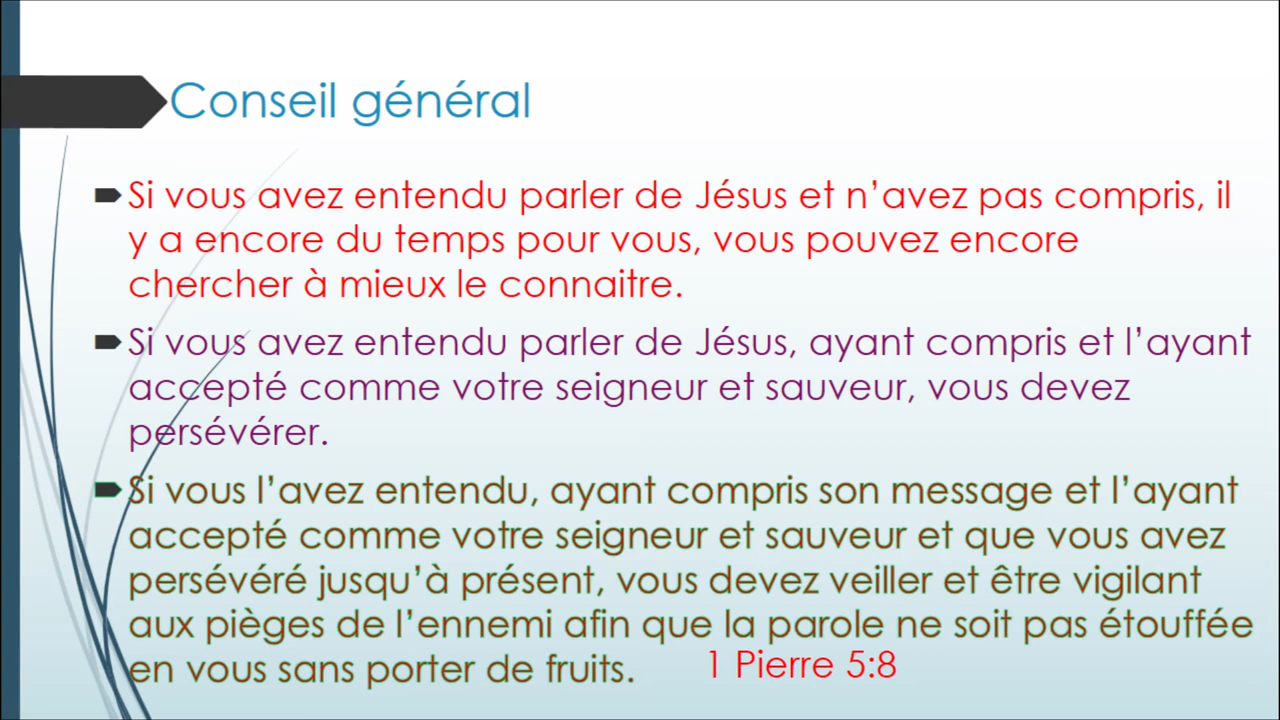 Conseil général
Si vous avez entendu parler de Jésus et n’avez pas compris, il
y a encore du temps pour vous, vous pouvez encore
chercher à mieux le connaitre.
Si vous avez entendu parler de Jésus, ayant compris et l’ayant
accepté comme votre seigneur et sauveur, vous devez
persévérer.
Si vous l’avez entendu, ayant compris son message et l’ayant
accepté comme votre seigneur et sauveur et que vous avez
persévéré jusqu’à présent, vous devez veiller et être vigilant
aux pièges de l’ennemi afin que la parole ne soit pas étouffée
en vous sans porter de fruits. 1 Pierre 5:8